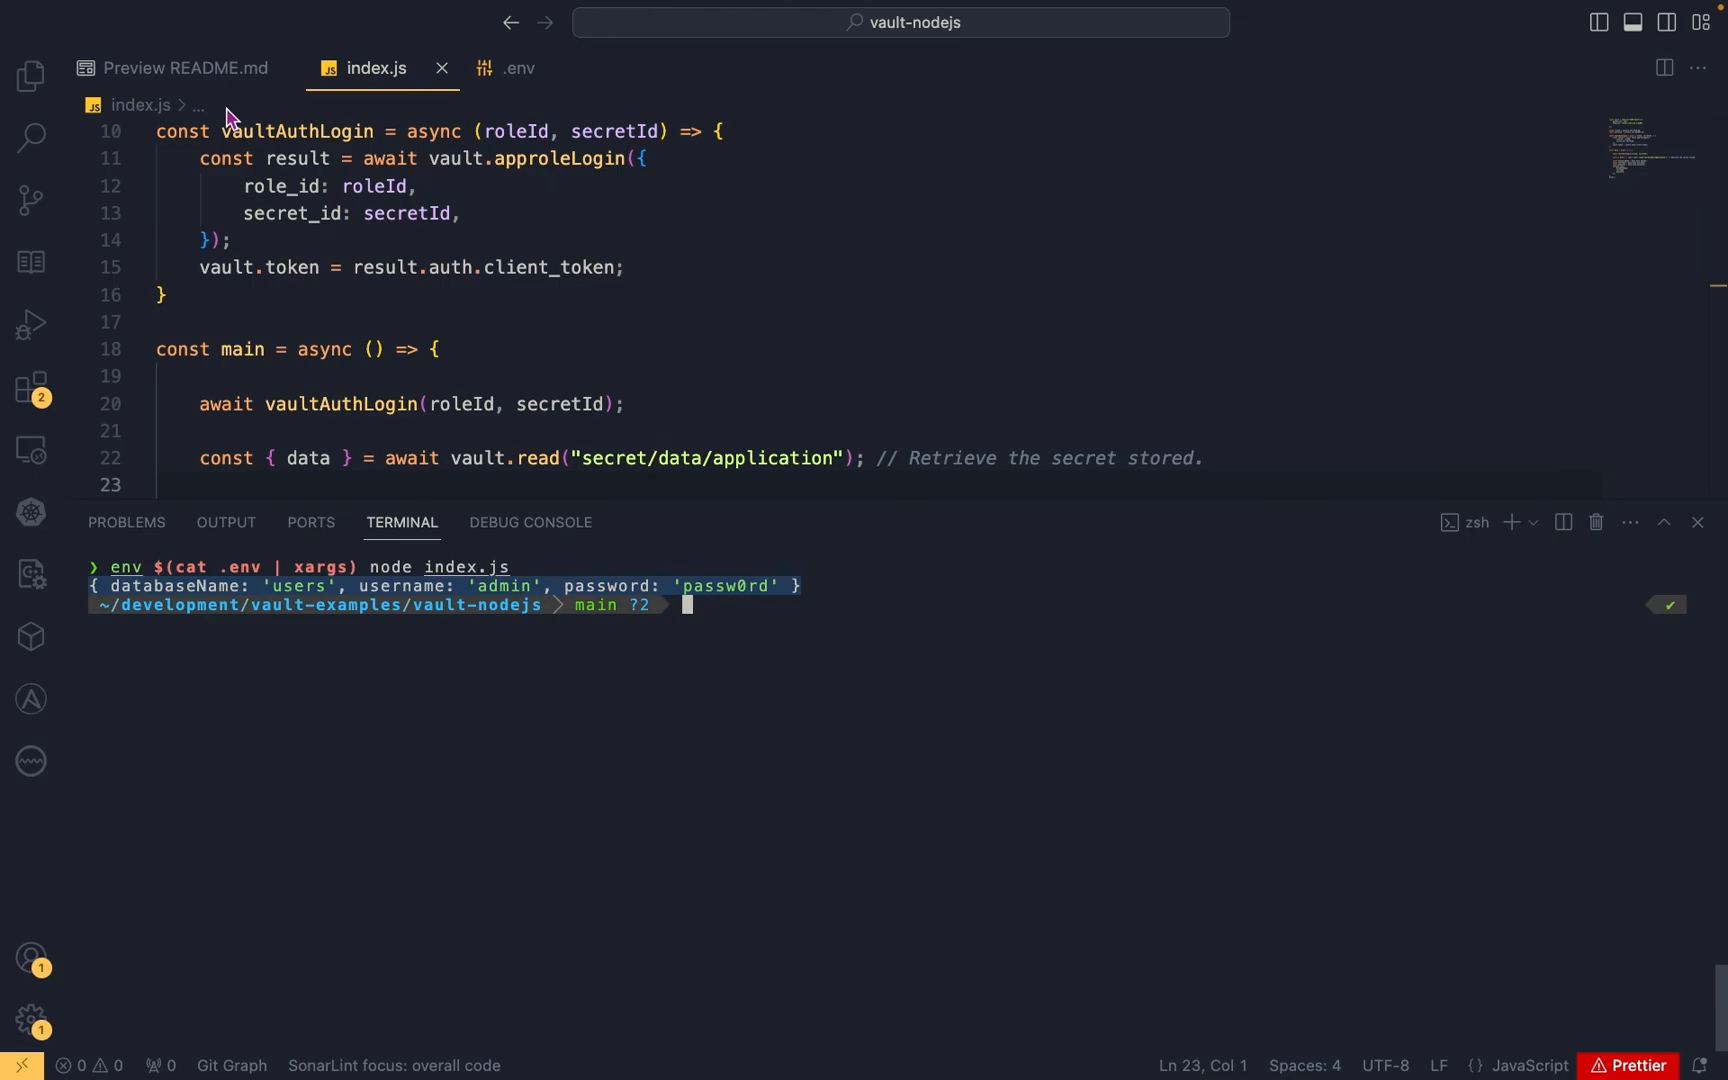 vault-nodejs
Preview README.md
JS index.js
.env
JS index.js > ...
10 const vaultAuthLogin = async (roleId, secretId) => {
11 const result = await vault.approleLogin({
12 role_id: roleId,
13 secret_id: secretId,
14 });
15 vault.token = result.auth.client_token;
16 }
17
18 const main = async () => {
19
20 await vaultAuthLogin(roleId, secretId);
21
22 const { data } = await vault.read("secret/data/application"); // Retrieve the secret stored.
23
PROBLEMS OUTPUT PORTS TERMINAL DEBUG CONSOLE
zsh
❯ env $(cat .env | xargs) node index.js
{ databaseName: 'users', username: 'admin', password: 'passw0rd' }
~/development/vault-examples/vault-nodejs > main ?2
2
1
1
0 0 0 Git Graph SonarLint focus: overall code
Ln 23, Col 1 Spaces: 4 UTF-8 LF {} JavaScript Prettier